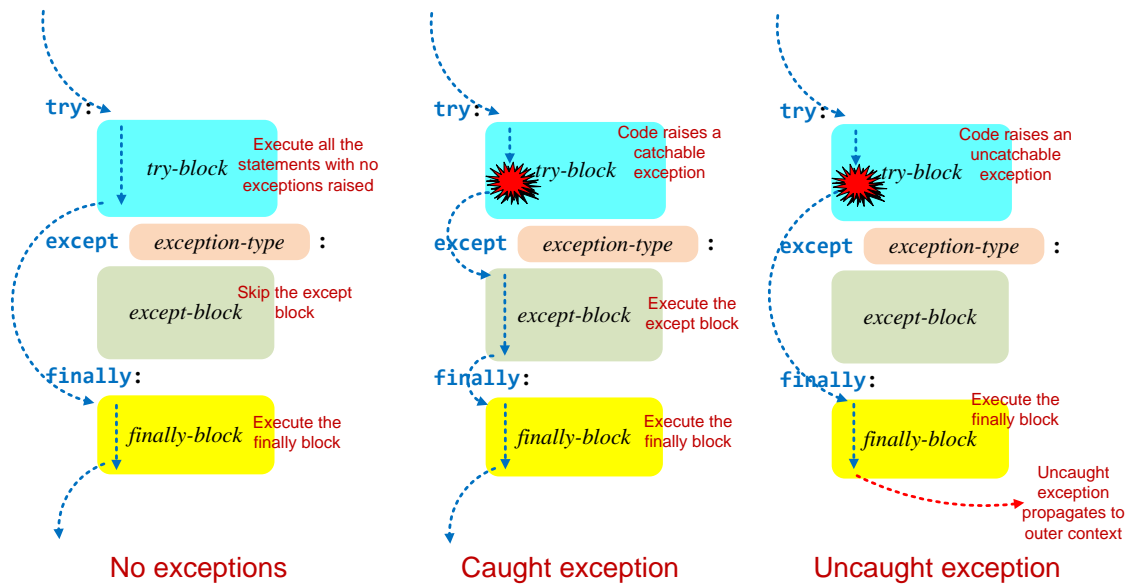 try:
Execute all the
statements with no
exceptions raised
try-block
except exception-type :
Skip the except
block
except-block
finally:
Execute the
finally block
finally-block
No exceptions
try:
Code raises a
catchable
exception
try-block
except exception-type :
Execute the
except block
except-block
finally:
Execute the
finally block
finally-block
Caught exception
try:
Code raises an
uncatchable
exception
try-block
except exception-type :
except-block
finally:
Execute the
finally block
finally-block
Uncaught
exception
propagates to
outer context
Uncaught exception